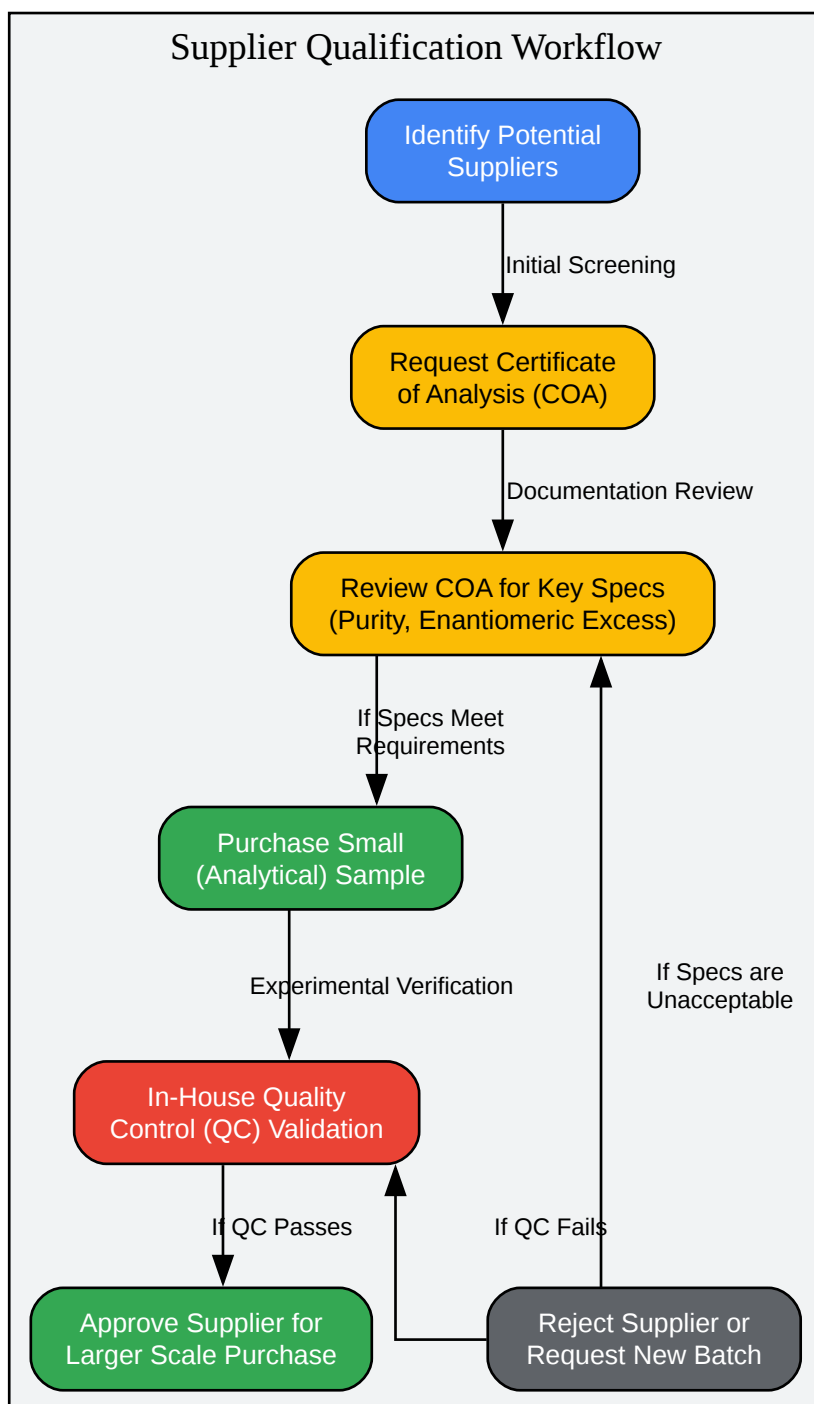 Supplier Qualification Workflow
Identify Potential
Suppliers
Initial Screening
Request Certificate
of Analysis (COA)
Documentation Review
Review COA for Key Specs
(Purity, Enantiomeric Excess)
If Specs Meet
Requirements
Purchase Small
(Analytical) Sample
Experimental Verification
If Specs are
Unacceptable
In-House Quality
Control (QC) Validation
If QC Passes
If QC Fails
Approve Supplier for
Larger Scale Purchase
Reject Supplier or
Request New Batch